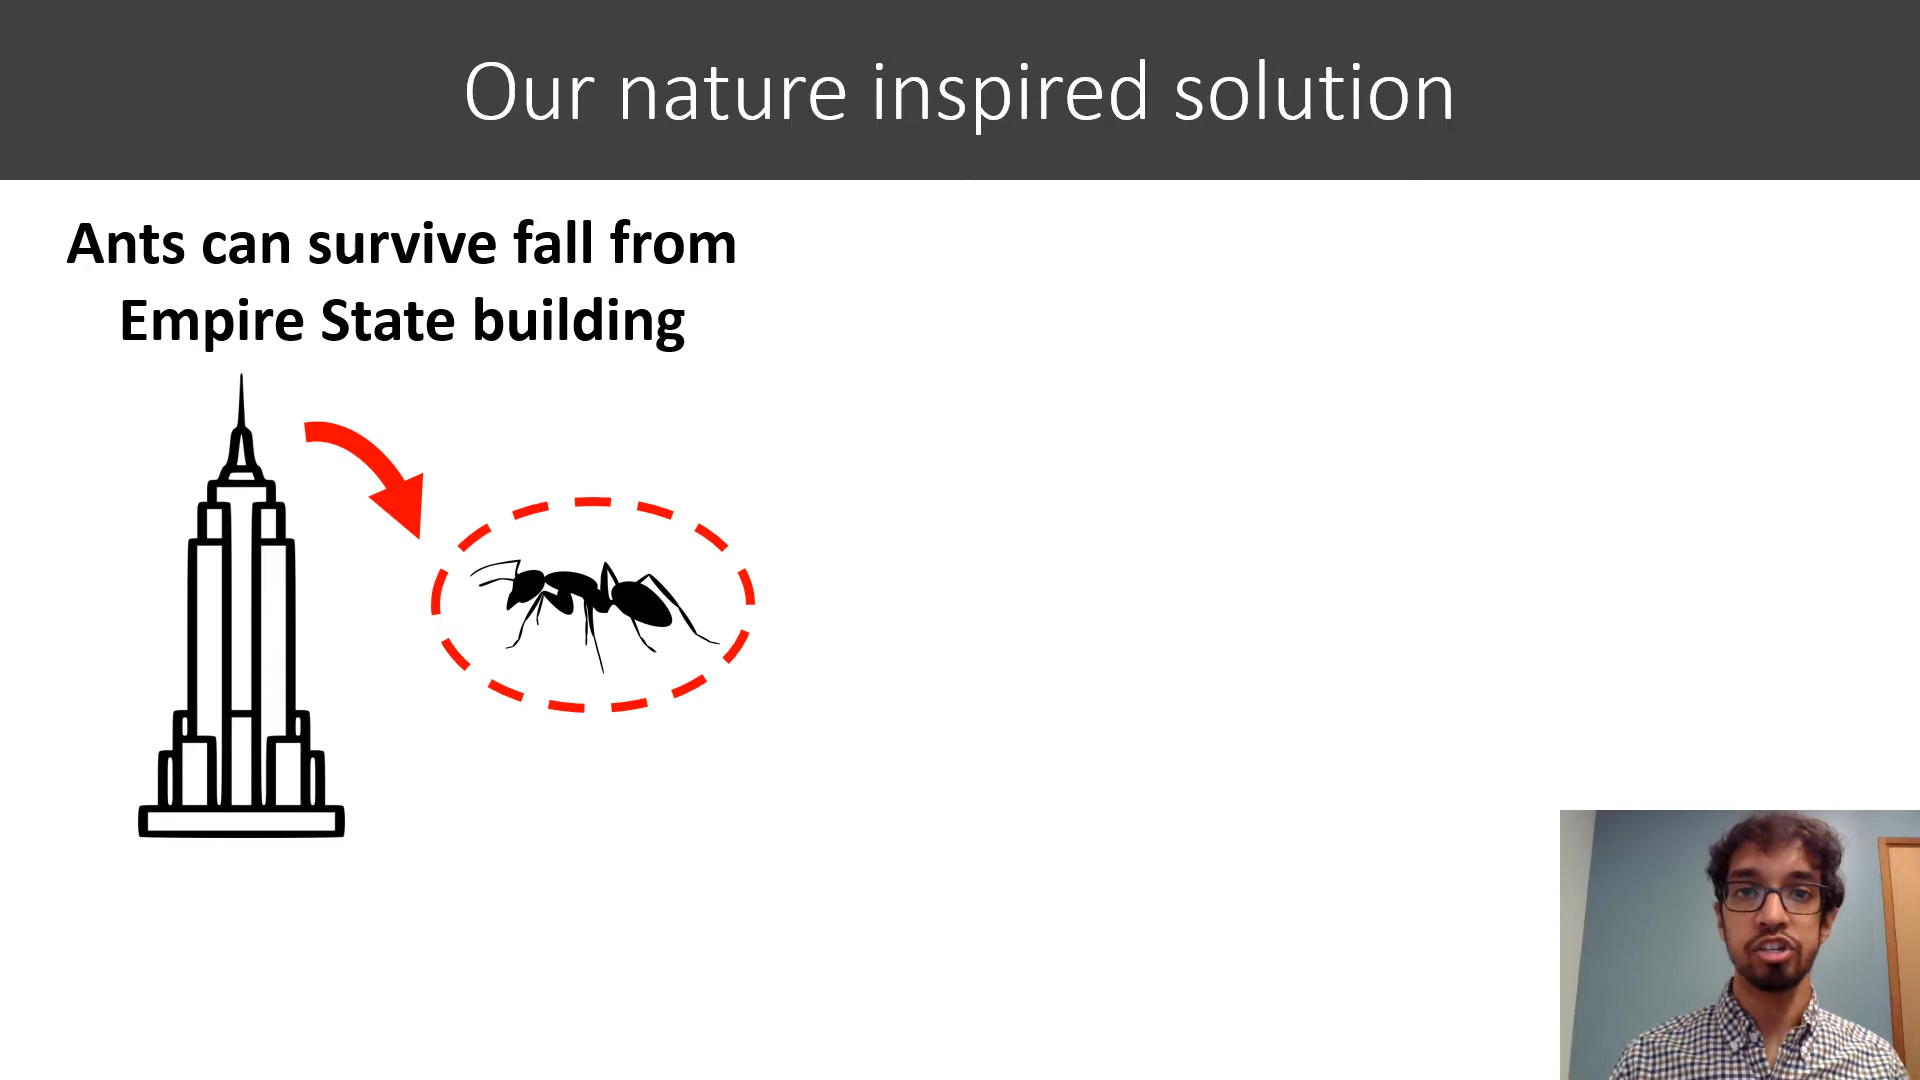 Our nature inspired solution
Ants can survive fall from
Empire State building